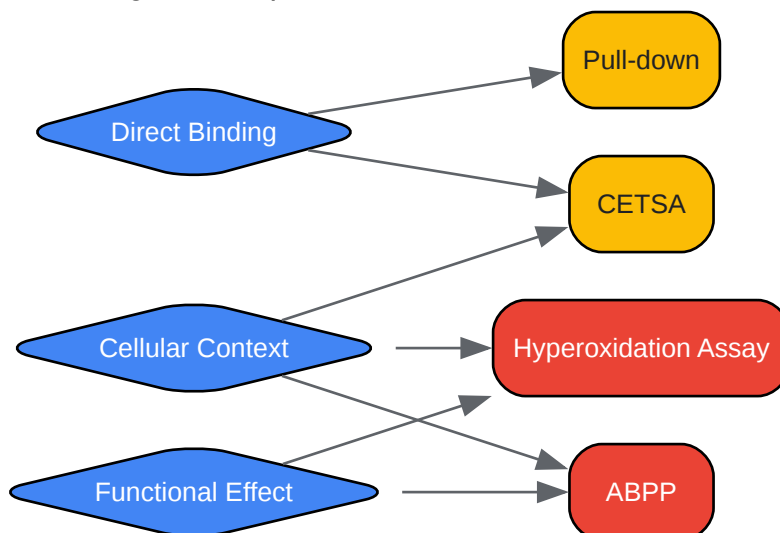 Pull-down
Direct Binding
CETSA
Cellular Context
Hyperoxidation Assay
Functional Effect
ABPP